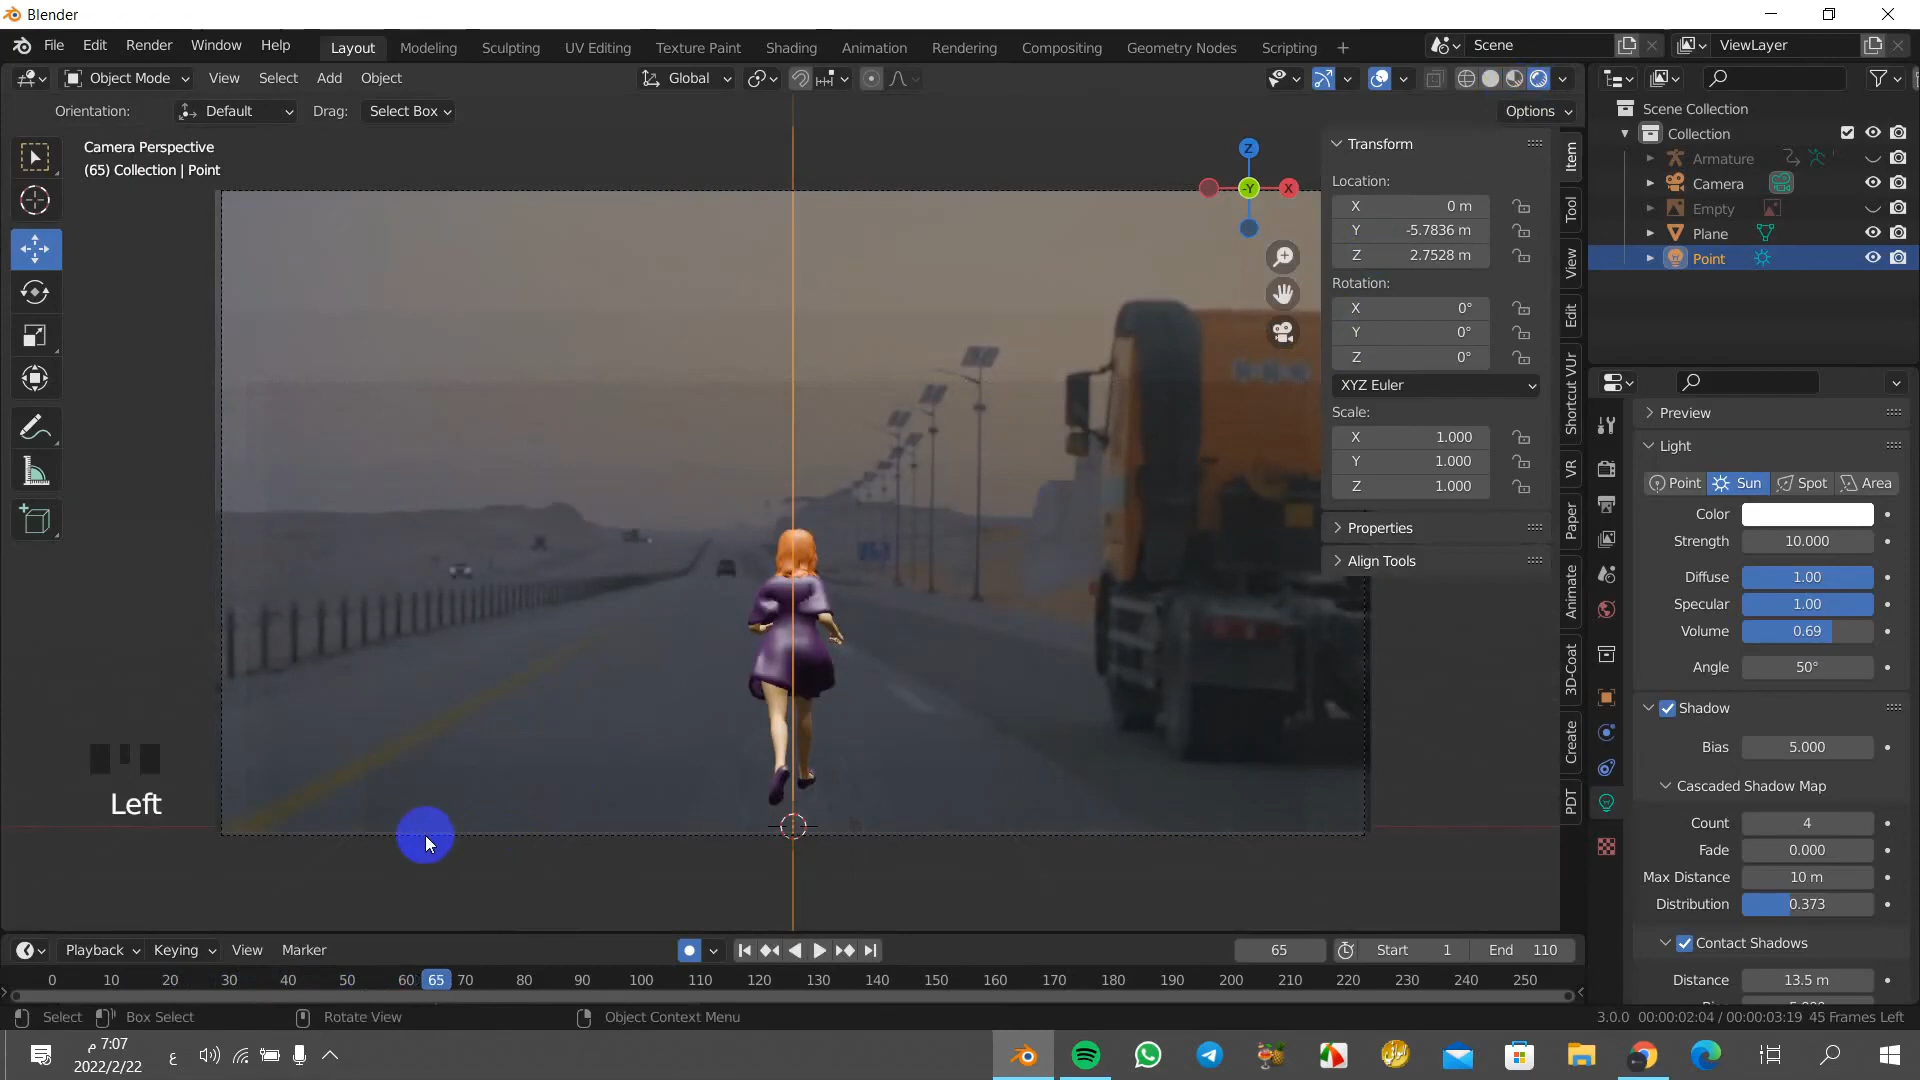 Blender
File Edit Render Window Help Layout Modeling Sculpting UV Editing Texture Paint Shading Animation Rendering Compositing Geometry Nodes Scripting + Scene ViewLayer
Object Mode View Select Add Object Global
Orientation: Default Drag: Select Box Options
Camera Perspective
(65) Collection | Point
Z
-Y
X
Transform
Location:
X 0 m
Y -5.7836 m
Z 2.7528 m
Rotation:
X 0°
Y 0°
Z 0°
XYZ Euler
Scale:
X 1.000
Y 1.000
Z 1.000
Properties
Align Tools
Item
Tool
View
Edit
Shortcut VUr
VR
Paper
Animate
3D-Coat
Create
PDT
Scene Collection
Collection
Armature
Camera
Empty
Plane
Point
Preview
Light
Point Sun Spot Area
Color
Strength 10.000
Diffuse 1.00
Specular 1.00
Volume 0.69
Angle 50°
Shadow
Bias 5.000
Cascaded Shadow Map
Count 4
Fade 0.000
Max Distance 10 m
Distribution 0.373
Contact Shadows
Distance 13.5 m
Left
Playback Keying View Marker 65 Start 1 End 110
0 10 20 30 40 50 60 65 70 80 90 100 110 120 130 140 150 160 170 180 190 200 210 220 230 240 250
Select Box Select Rotate View Object Context Menu 3.0.0 00:00:02:04 / 00:00:03:19 45 Frames Left
7:07 م
2022/2/22
ع